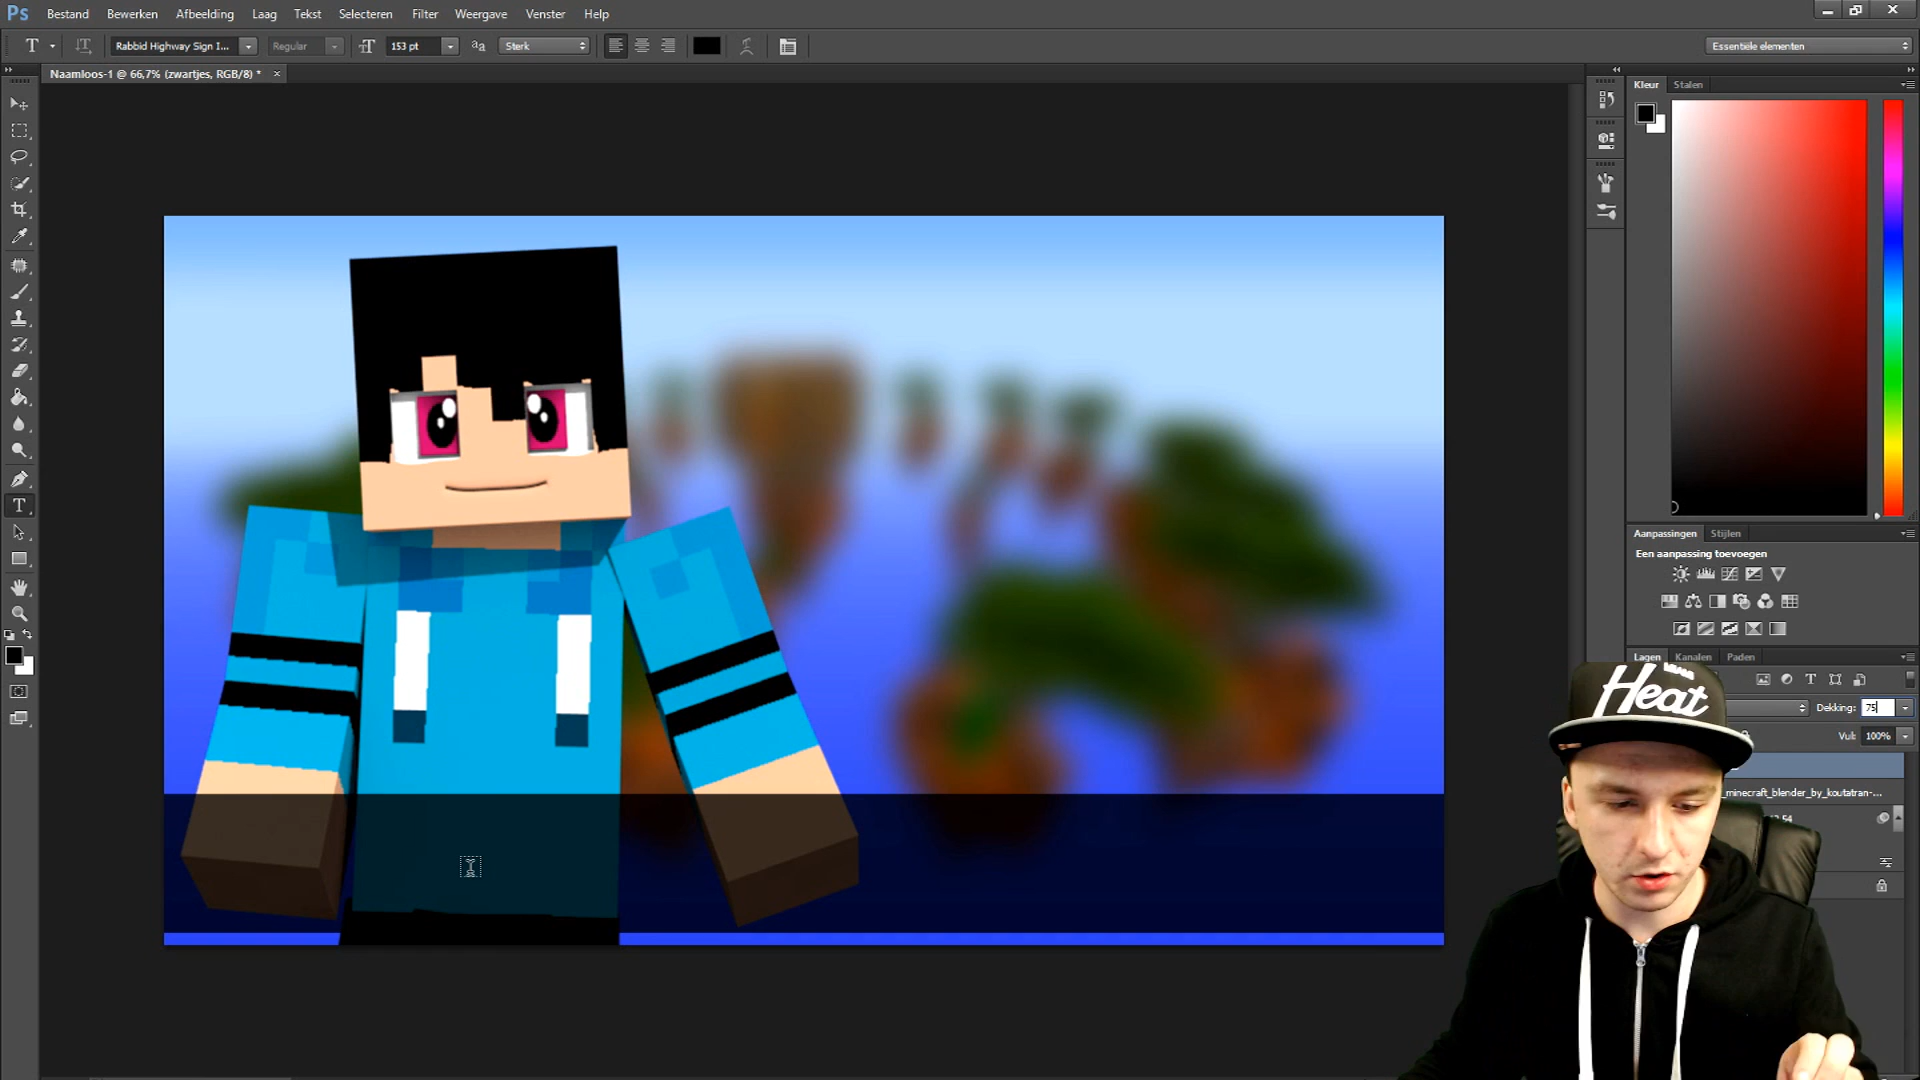 Ps Bestand Bewerken Afbeelding Laag Tekst Selecteren Filter Weergave Venster Help
T T Rabbid Highway Sign I... Regular 153 pt aa Sterk Essentiële elementen
Naamloos-1 @ 66,7% (zwartjes, RGB/8) * ×
Kleur Stalen
Aanpassingen Stijlen
Een aanpassing toevoegen
Lagen Kanalen Paden
Dekking: 75
Vul: 100%
_minecraft_blender_by_koutatran-...
Heat